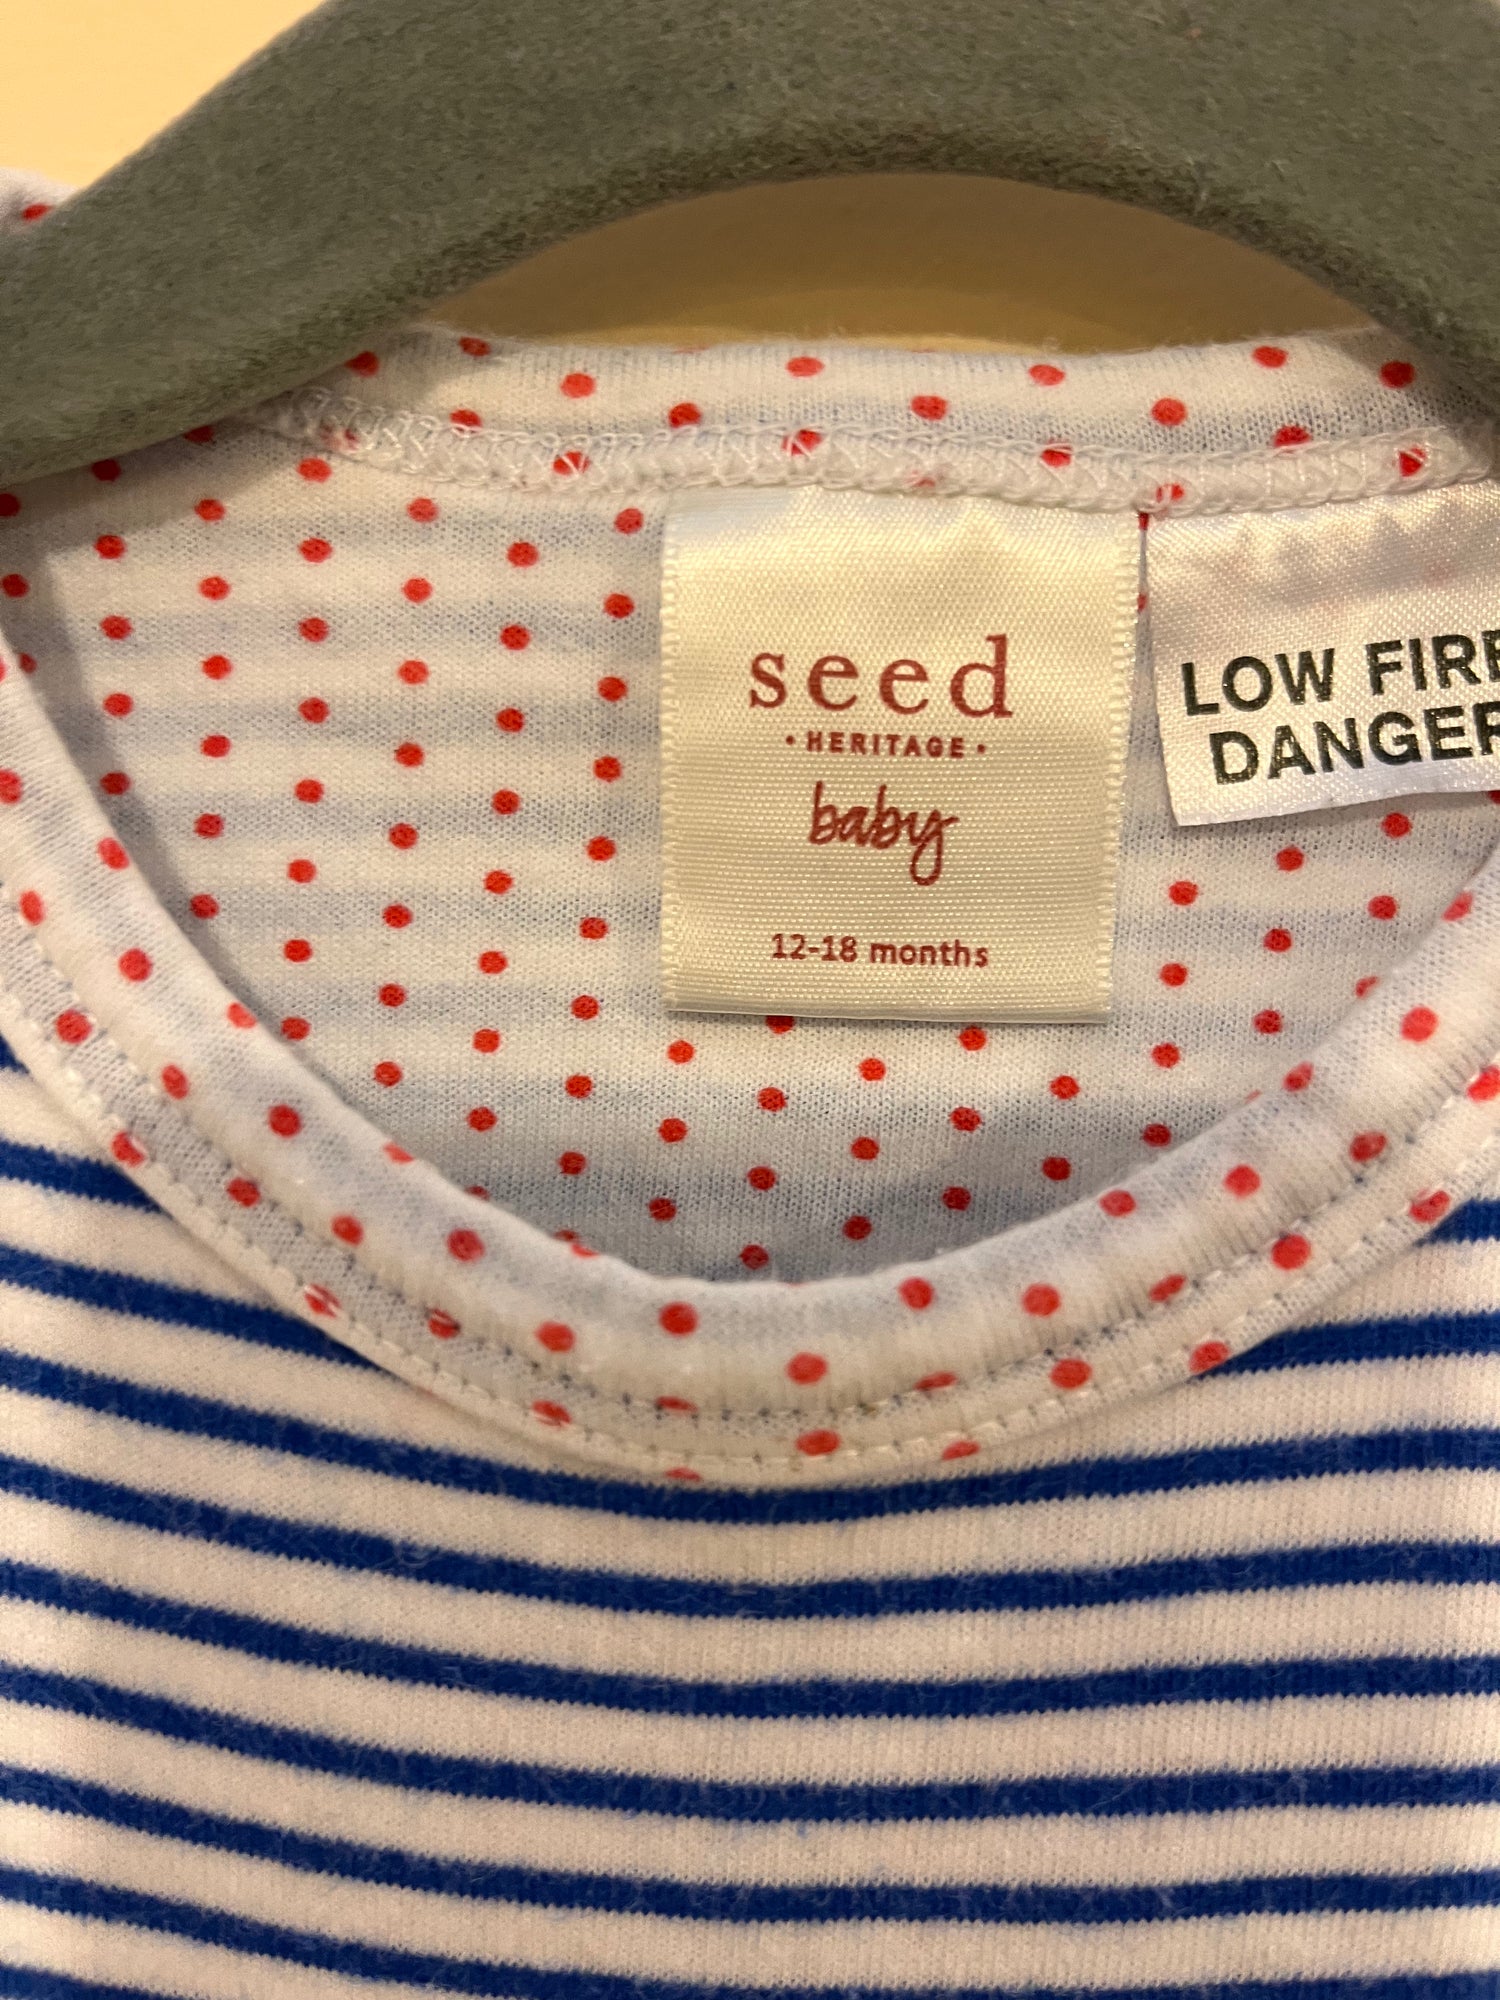 seed
• HERITAGE •
baby
12-18 months
LOW FIRE
DANGER